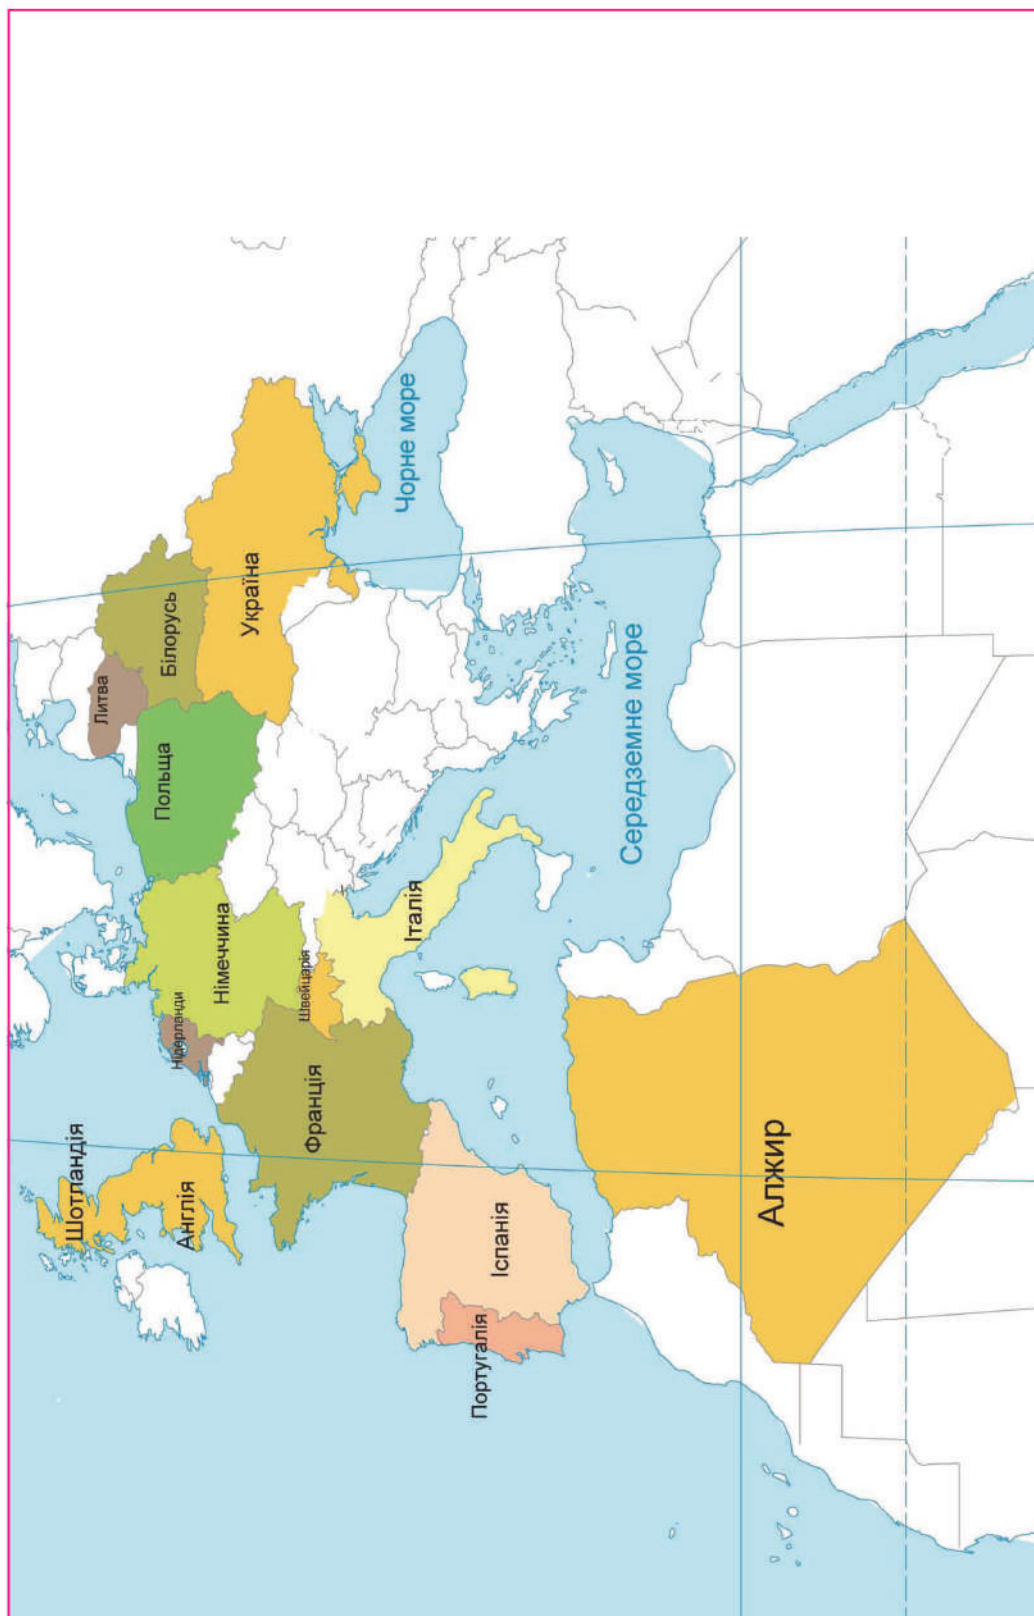 Шотландія
Англія
Нідерланди
Німеччина
Польща
Литва
Білорусь
Україна
Франція
Швейцарія
Італія
Іспанія
Португалія
Чорне море
Середземне море
Алжир